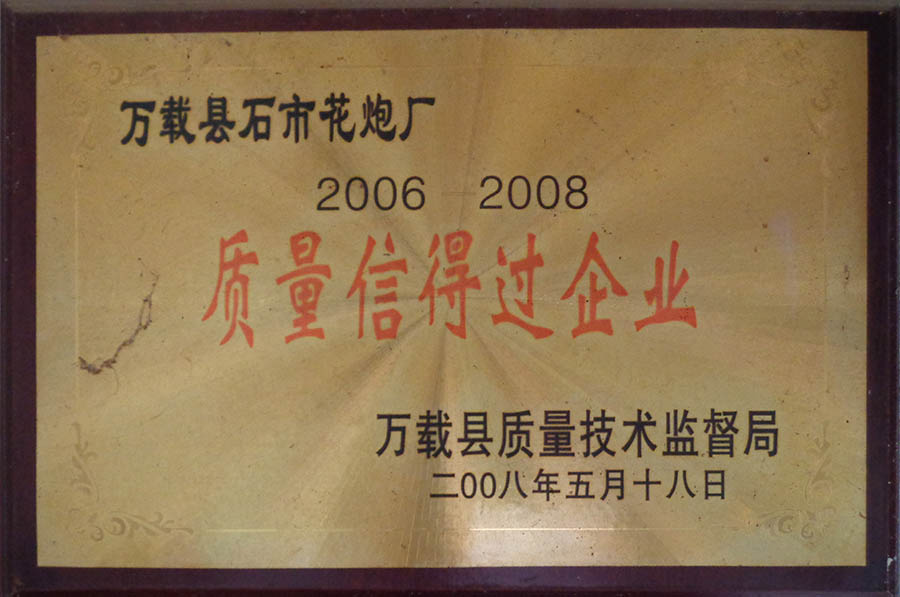 万载县石市花炮厂
2006 2008
质量信得过企业
万载县质量技术监督局
二00八年五月十八日